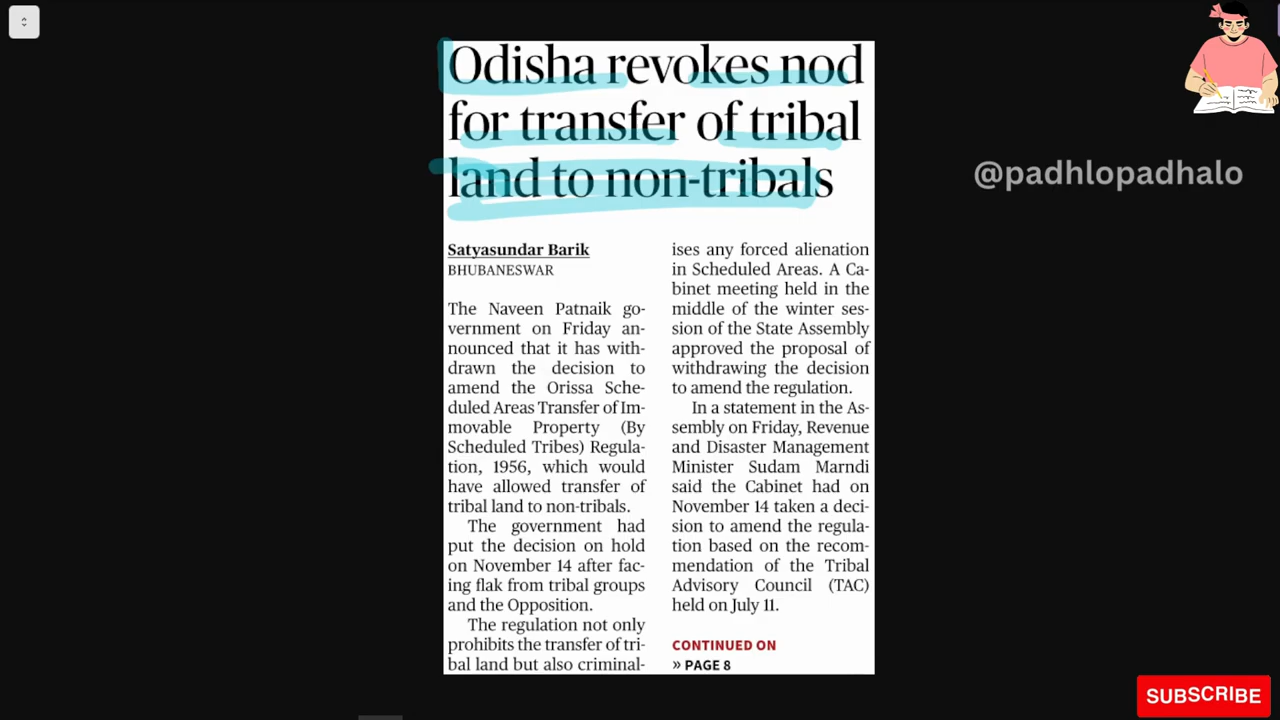 Odisha revokes nod
for transfer of tribal
land to non-tribals
@padhlopadhalo
Satyasundar Barik
BHUBANESWAR
The Naveen Patnaik go-
vernment on Friday an-
nounced that it has with-
drawn the decision to
amend the Orissa Sche-
duled Areas Transfer of Im-
movable Property (By
Scheduled Tribes) Regula-
tion, 1956, which would
have allowed transfer of
tribal land to non-tribals.
The government had
put the decision on hold
on November 14 after fac-
ing flak from tribal groups
and the Opposition.
The regulation not only
prohibits the transfer of tri-
bal land but also criminal-
ises any forced alienation
in Scheduled Areas. A Ca-
binet meeting held in the
middle of the winter ses-
sion of the State Assembly
approved the proposal of
withdrawing the decision
to amend the regulation.
In a statement in the As-
sembly on Friday, Revenue
and Disaster Management
Minister Sudam Marndi
said the Cabinet had on
November 14 taken a deci-
sion to amend the regula-
tion based on the recom-
mendation of the Tribal
Advisory Council (TAC)
held on July 11.
CONTINUED ON
» PAGE 8
SUBSCRIBE